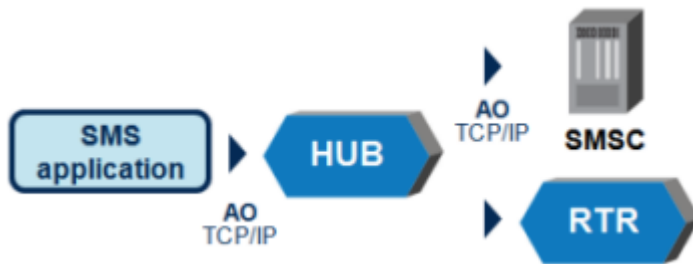 SMS
application
AO
TCP/IP
HUB
AO
TCP/IP
SMSC
RTR